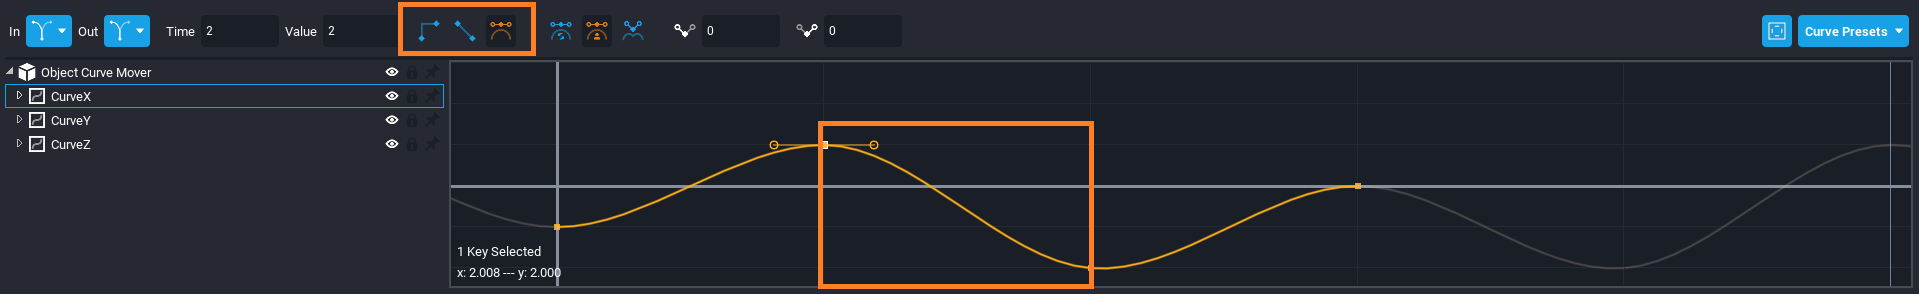 In Out Time 2 Value 2 0 0 Curve Presets
Object Curve Mover
CurveX
CurveY
CurveZ
1 Key Selected
x: 2.008 --- y: 2.000